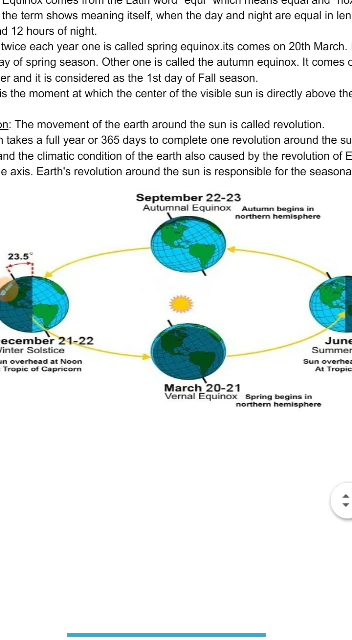 Equinox comes from the Latin word "equi" which means equal and
the term shows meaning itself, when the day and night are equal in len
d 12 hours of night.
twice each year one is called spring equinox.its comes on 20th March.
ay of spring season. Other one is called the autumn equinox. It comes o
er and it is considered as the 1st day of Fall season.
is the moment at which the center of the visible sun is directly above the
on: The movement of the earth around the sun is called revolution.
takes a full year or 365 days to complete one revolution around the su
and the climatic condition of the earth also caused by the revolution of E
e axis. Earth's revolution around the sun is responsible for the seasona
September 22-23
Autumnal Equinox Autumn begins in
northern hemisphere
23.5°
ecember 21-22
Vinter Solstice
un overhead at Noon
Tropic of Capricorn
June
Summer
Sun overhea
At Tropic
March 20-21
Vernal Equinox Spring begins in
northern hemisphere